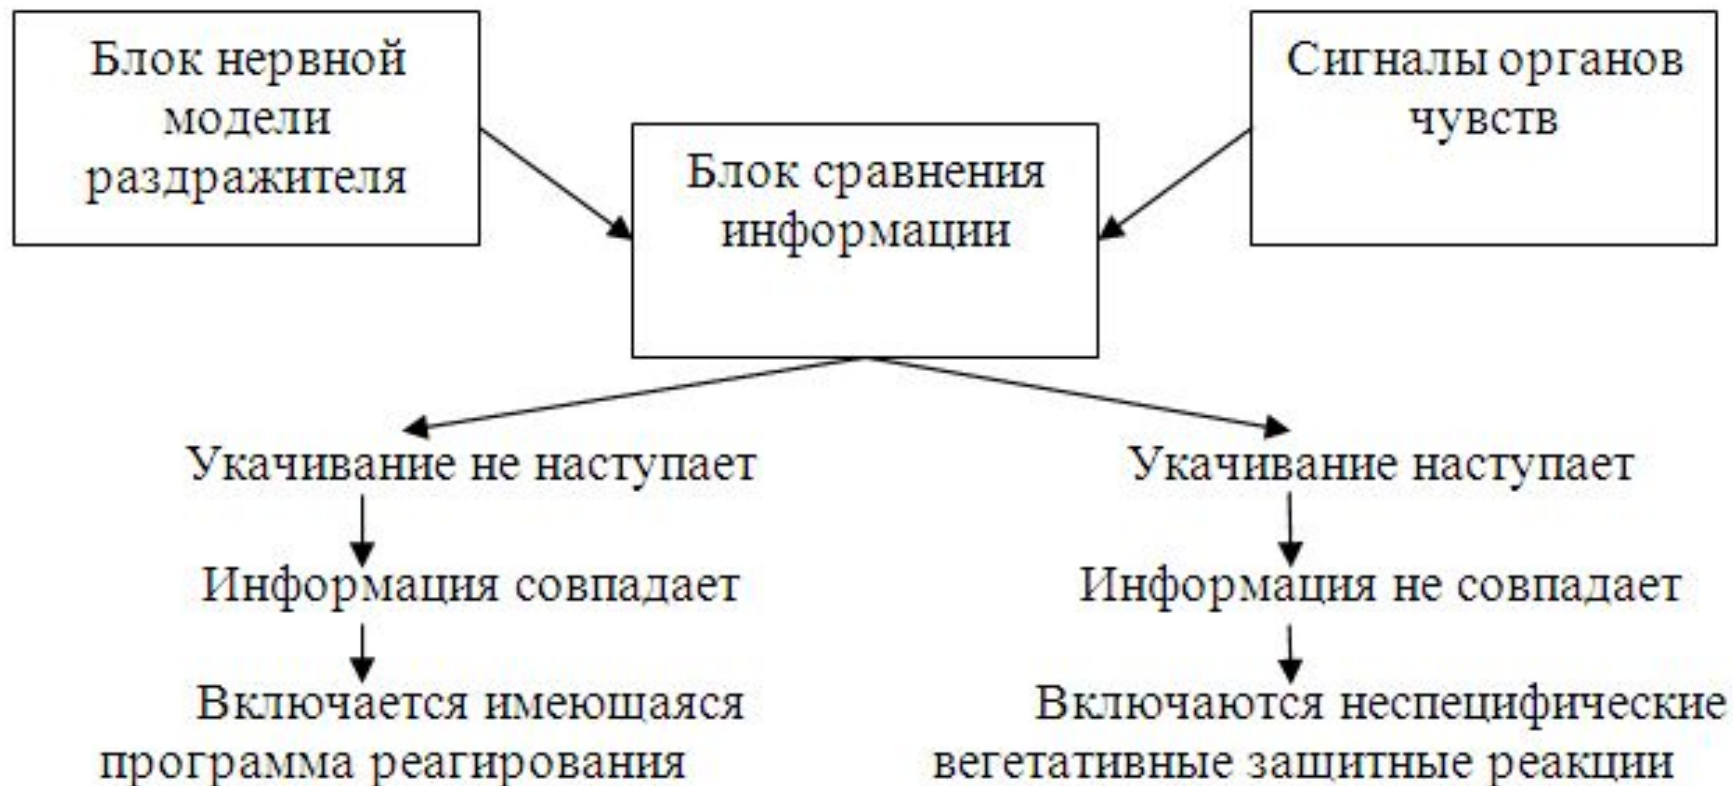 Блок нервной
модели
раздражителя
Сигналы органов
чувств
Блок сравнения
информации
Укачивание не наступает
Укачивание наступает
Информация совпадает
Информация не совпадает
Включается имеющаяся
программа реагирования
Включаются неспецифические
вегетативные защитные реакции